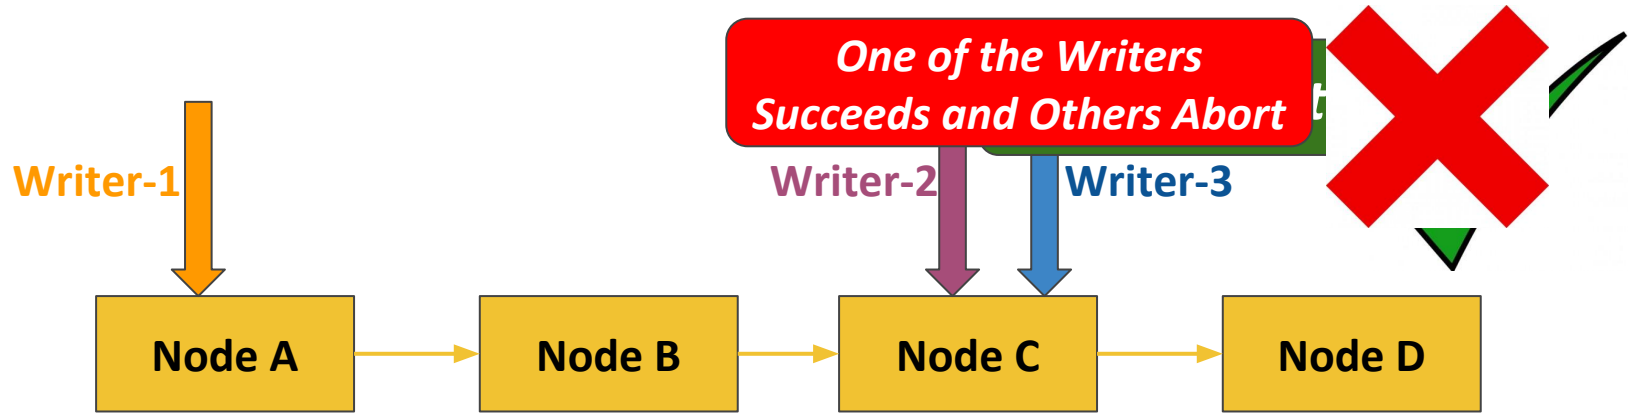 One of the Writers
Succeeds and Others Abort
Writer-1
Writer-2
Writer-3
Node A
Node B
Node C
Node D